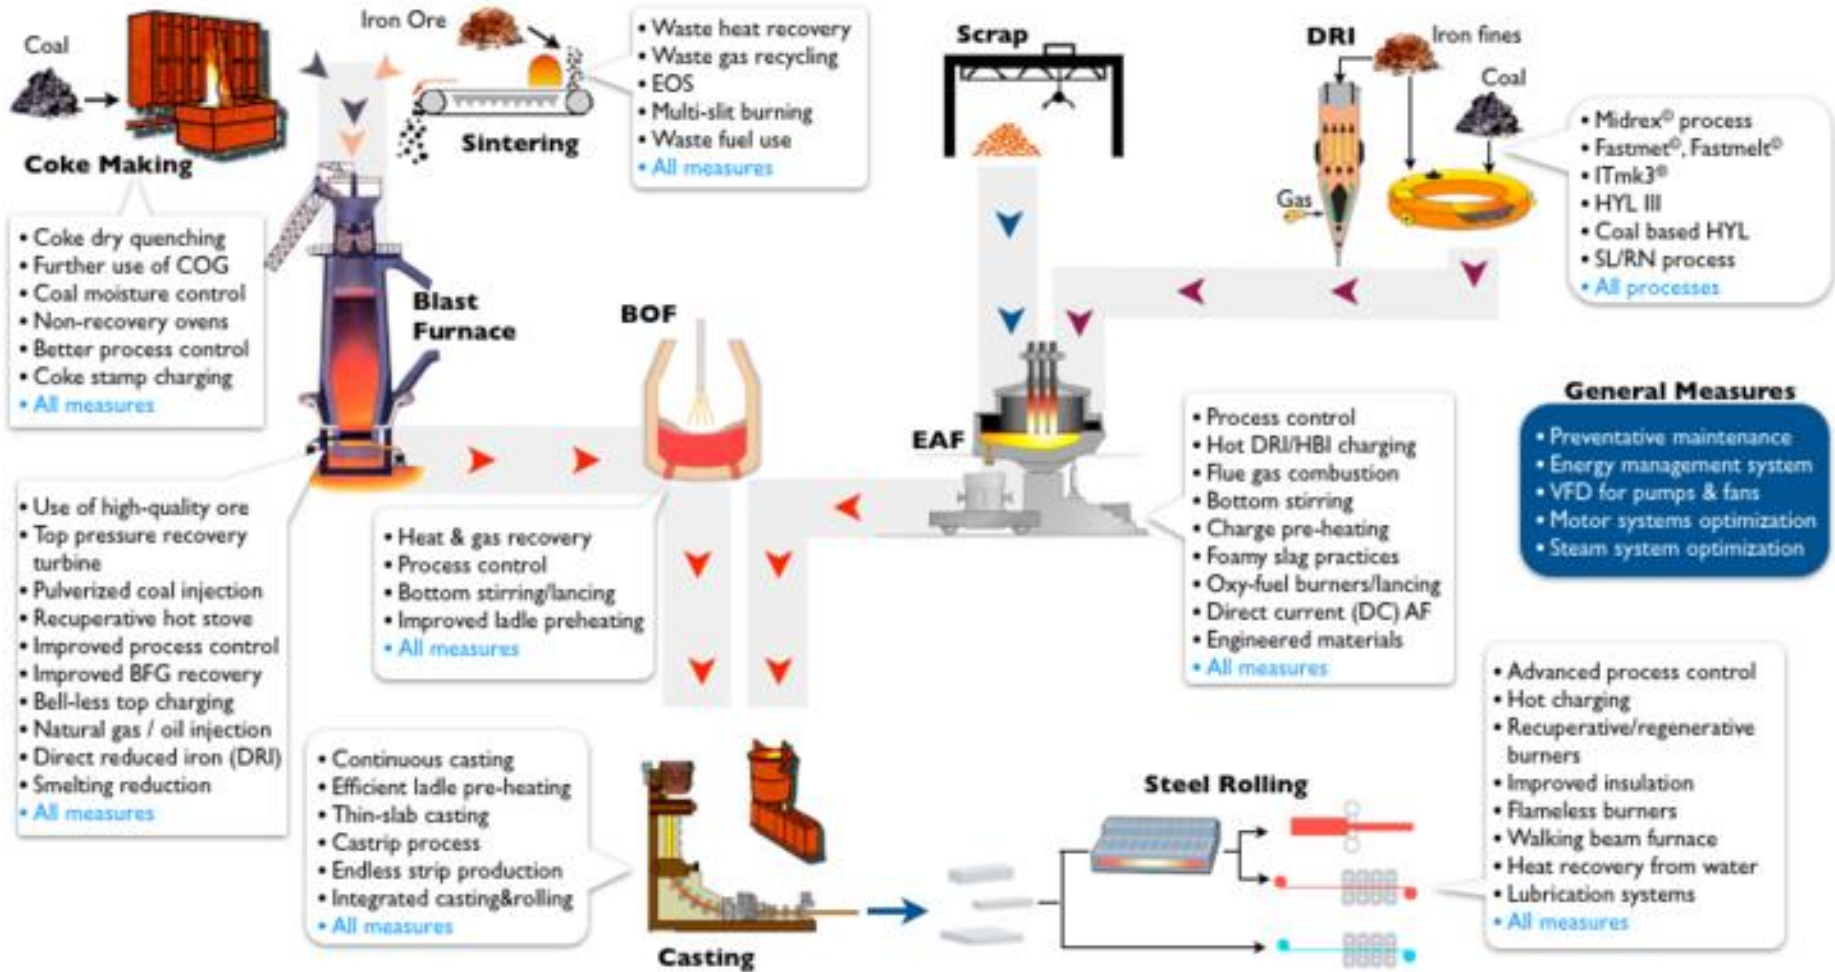 Coal
Coke Making
• Coke dry quenching
• Further use of COG
• Coal moisture control
• Non-recovery ovens
• Better process control
• Coke stamp charging
• All measures
Iron Ore
Sintering
• Waste heat recovery
• Waste gas recycling
• EOS
• Multi-slit burning
• Waste fuel use
• All measures
Blast
Furnace
• Use of high-quality ore
• Top pressure recovery
turbine
• Pulverized coal injection
• Recuperative hot stove
• Improved process control
• Improved BFG recovery
• Bell-less top charging
• Natural gas / oil injection
• Direct reduced iron (DRI)
• Smelting reduction
• All measures
BOF
• Heat & gas recovery
• Process control
• Bottom stirring/lancing
• Improved ladle preheating
• All measures
Scrap
DRI
Iron fines
Coal
Gas
• Midrex© process
• Fastmet©, Fastmelt©
• ITmk3®
• HYL III
• Coal based HYL
• SL/RN process
• All processes
EAF
• Process control
• Hot DRI/HBI charging
• Flue gas combustion
• Bottom stirring
• Charge pre-heating
• Foamy slag practices
• Oxy-fuel burners/lancing
• Direct current (DC) AF
• Engineered materials
• All measures
General Measures
• Preventative maintenance
• Energy management system
• VFD for pumps & fans
• Motor systems optimization
• Steam system optimization
• Continuous casting
• Efficient ladle pre-heating
• Thin-slab casting
• Castrip process
• Endless strip production
• Integrated casting&rolling
• All measures
Casting
Steel Rolling
• Advanced process control
• Hot charging
• Recuperative/regenerative
burners
• Improved insulation
• Flameless burners
• Walking beam furnace
• Heat recovery from water
• Lubrication systems
• All measures